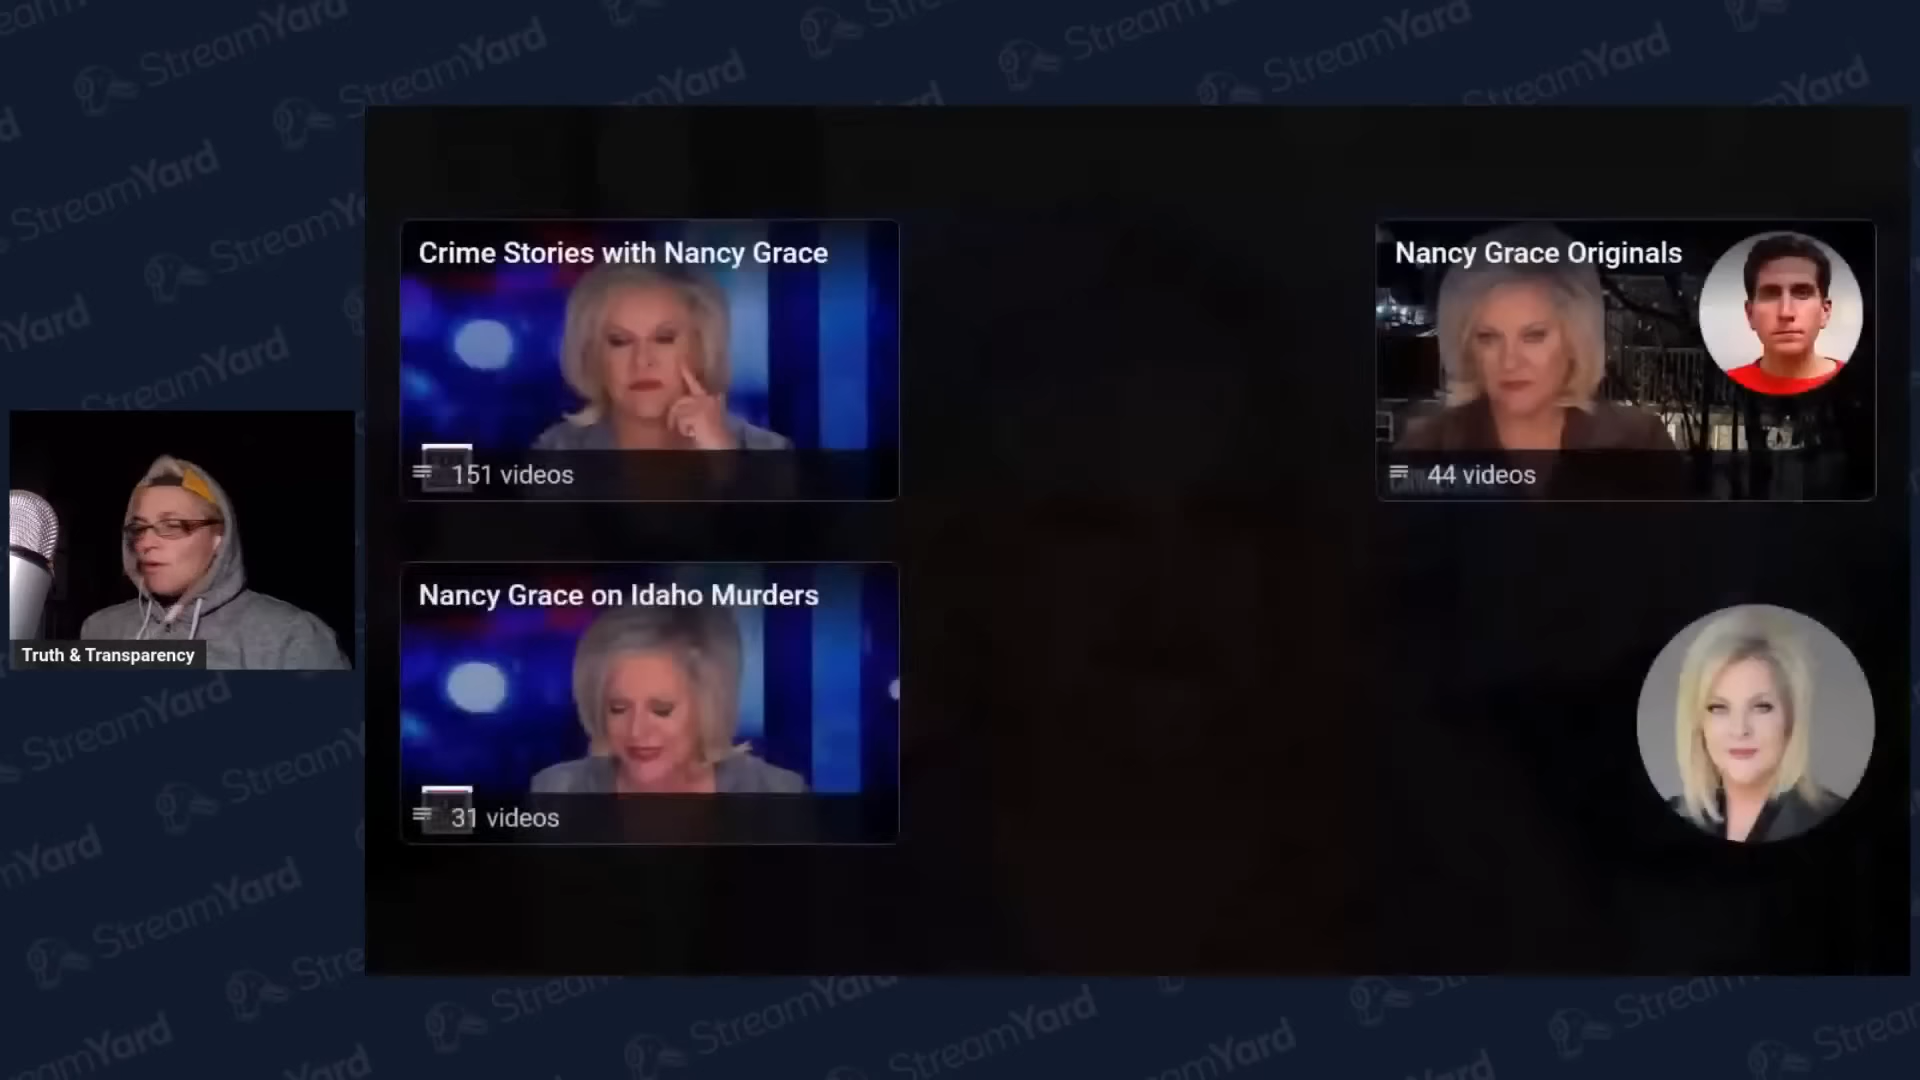 StreamYard
Crime Stories with Nancy Grace
151 videos
Nancy Grace Originals
44 videos
Nancy Grace on Idaho Murders
31 videos
Truth & Transparency